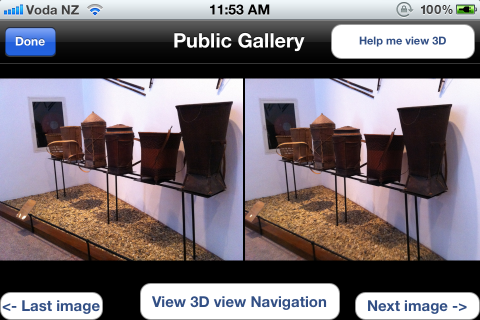 Voda NZ 11:53 AM 100%
Done Public Gallery Help me view 3D
<- Last image View 3D view Navigation Next image ->